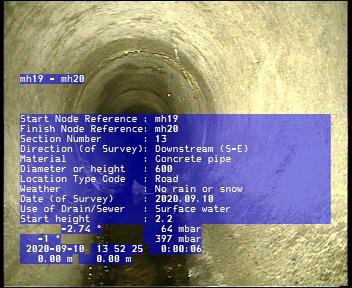 mh19 - mh20
Start Node Reference : mh19
Finish Node Reference: mh20
Section Number : 13
Direction (of Survey): Downstream (S-E)
Material : Concrete pipe
Diameter or height : 600
Location Type Code : Road
Weather : No rain or snow
Date (of Survey) : 2020.09.10
Use of Drain/Sewer : Surface water
Start height : 2.2
-2.74 ° 64 mbar
-1 ° 397 mbar
2020-09-10 13 52 25 0:00:06
0.00 m 0.00 m